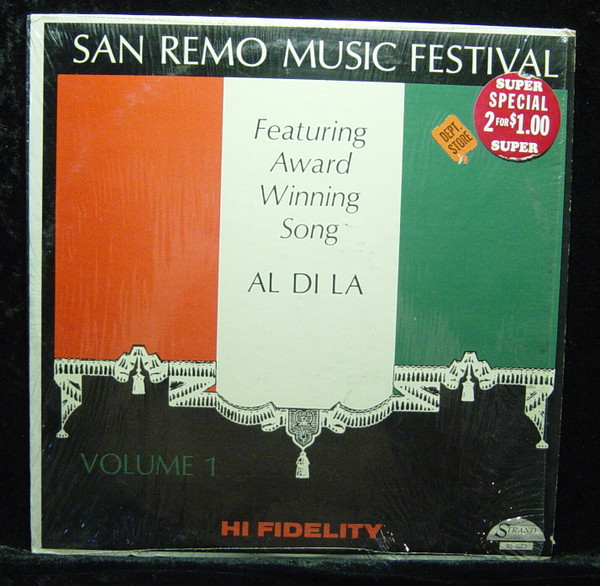 SAN REMO MUSIC FESTIVAL
SUPER
SPECIAL
2 FOR $1.00
SUPER
DEPT.
STORE
Featuring
Award
Winning
Song
AL DI LA
VOLUME 1
HI FIDELITY
STRAND